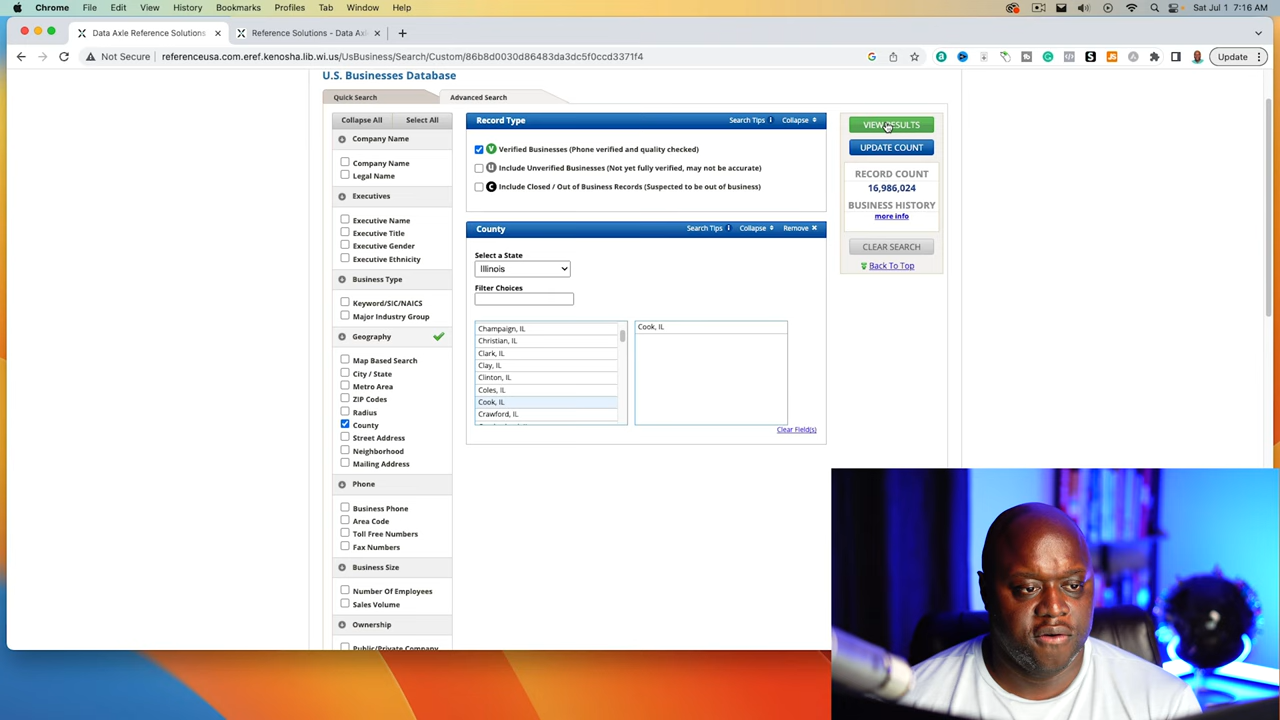 Chrome File Edit View History Bookmarks Profiles Tab Window Help Sat Jul 1 7:16 AM
Data Axle Reference Solutions Reference Solutions - Data Ax
Not Secure referenceusa.com.eref.kenosha.lib.wi.us/UsBusiness/Search/Custom/86b8d0030d86483da3dc5f0ccd3371f4 Update
U.S. Businesses Database
Quick Search Advanced Search
Collapse All Select All
Company Name
Company Name
Legal Name
Executives
Executive Name
Executive Title
Executive Gender
Executive Ethnicity
Business Type
Keyword/SIC/NAICS
Major Industry Group
Geography
Map Based Search
City / State
Metro Area
ZIP Codes
Radius
County
Street Address
Neighborhood
Mailing Address
Phone
Business Phone
Area Code
Toll Free Numbers
Fax Numbers
Business Size
Number Of Employees
Sales Volume
Ownership
Public/Private Company
Record Type Search Tips Collapse
V Verified Businesses (Phone verified and quality checked)
U Include Unverified Businesses (Not yet fully verified, may not be accurate)
C Include Closed / Out of Business Records (Suspected to be out of business)
County Search Tips Collapse Remove
Select a State
Illinois
Filter Choices
Champaign, IL
Christian, IL
Clark, IL
Clay, IL
Clinton, IL
Coles, IL
Cook, IL
Crawford, IL
Cook, IL
Clear Field(s)
VIEW RESULTS
UPDATE COUNT
RECORD COUNT
16,986,024
BUSINESS HISTORY
more info
CLEAR SEARCH
Back To Top